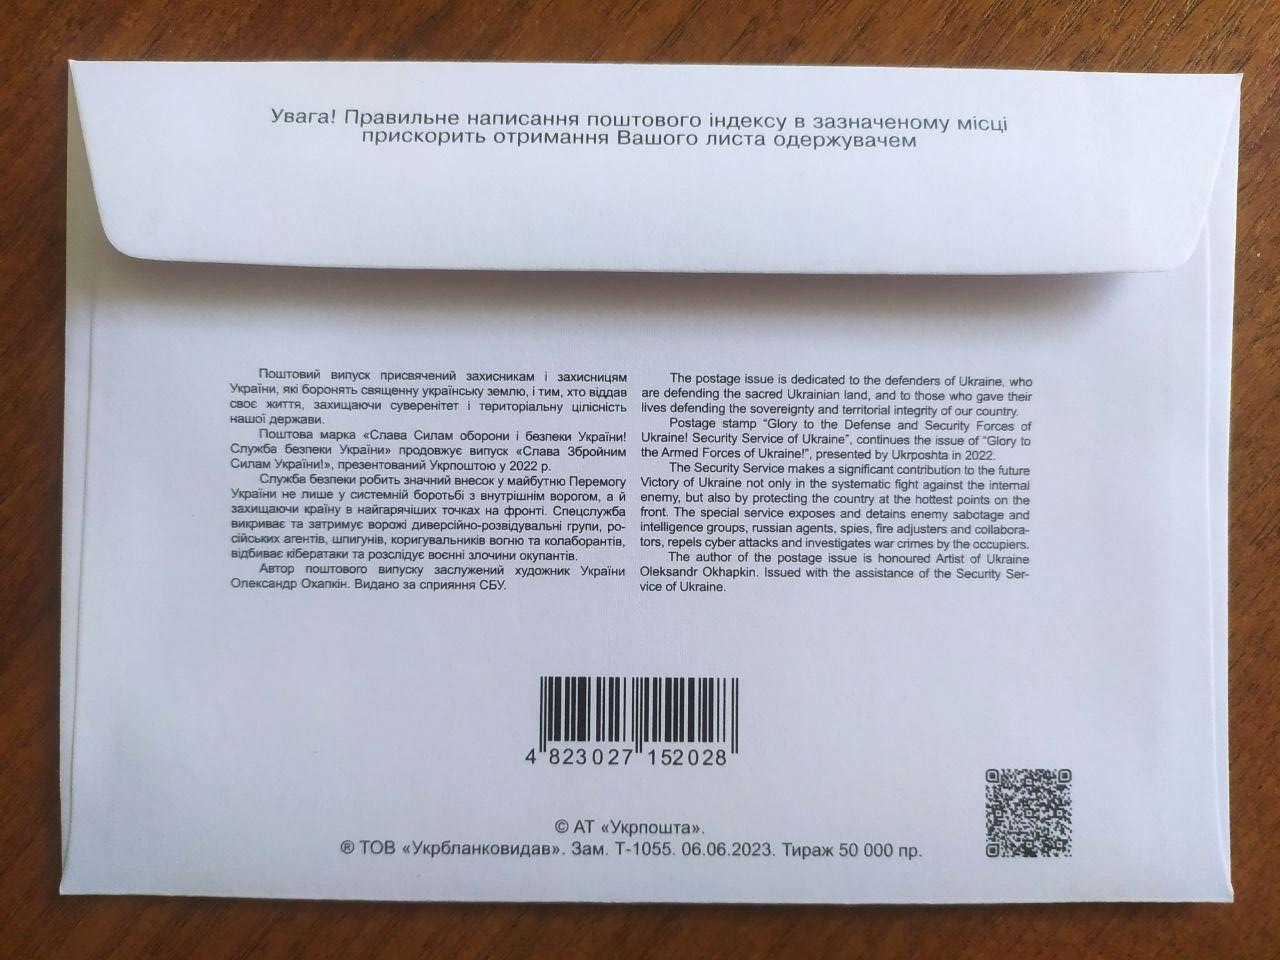 Увага! Правильне написання поштового індексу в зазначеному місці
прискорить отримання Вашого листа одержувачем
Поштовий випуск присвячений захисникам і захисницям
України, які боронять священну українську землю, і тим, хто віддав
своє життя, захищаючи суверенітет і територіальну цілісність
нашої держави.
Поштова марка «Слава Силам оборони і безпеки України!
Служба безпеки України» продовжує випуск «Слава Збройним
Силам України!», презентований Укрпоштою у 2022 р.
Служба безпеки робить значний внесок у майбутню Перемогу
України не лише у системній боротьбі з внутрішнім ворогом, а й
захищаючи країну в найгарячіших точках на фронті. Спецслужба
викриває та затримує ворожі диверсійно-розвідувальні групи, ро-
сійських агентів, шпигунів, коригувальників вогню та колаборантів,
відбиває кібератаки та розслідує воєнні злочини окупантів.
Автор поштового випуску заслужений художник України
Олександр Охапкін. Видано за сприяння СБУ.
The postage issue is dedicated to the defenders of Ukraine, who
are defending the sacred Ukrainian land, and to those who gave their
lives defending the sovereignty and territorial integrity of our country.
Postage stamp “Glory to the Defense and Security Forces of
Ukraine! Security Service of Ukraine”, continues the issue of “Glory to
the Armed Forces of Ukraine!”, presented by Ukrposhta in 2022.
The Security Service makes a significant contribution to the future
Victory of Ukraine not only in the systematic fight against the internal
enemy, but also by protecting the country at the hottest points on the
front. The special service exposes and detains enemy sabotage and
intelligence groups, russian agents, spies, fire adjusters and collabora-
tors, repels cyber attacks and investigates war crimes by the occupiers.
The author of the postage issue is honoured Artist of Ukraine
Oleksandr Okhapkin. Issued with the assistance of the Security Ser-
vice of Ukraine.
4 823027 152028
© АТ «Укрпошта».
® ТОВ «Укрбланковидав». Зам. Т-1055. 06.06.2023. Тираж 50 000 пр.